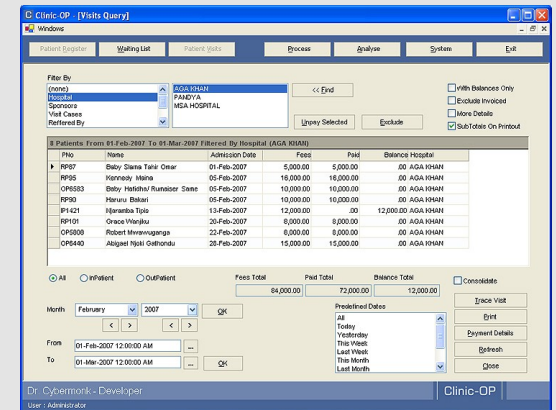 Clinic-OP - [Visits Query]
Windows
Patient Register Waiting List Patient Visits Process Analyse System Exit
Filter By
(none)
Hospital
Sponsors
Visit Cases
Reffered By
AGA KHAN
PANDYA
MSA HOSPITAL
<< Find
Unpay Selected
Exclude
With Balances Only
Exclude Invoiced
More Details
SubTotals On Printout
8 Patients From 01-Feb-2007 To 01-Mar-2007 Filtered By Hospital (AGA KHAN)
PNo Name Admission Date Fees Paid Balance Hospital
RP87 Baby Slama Tahir Omar 01-Feb-2007 5,000.00 5,000.00 .00 AGA KHAN
RP95 Kennedy Maina 05-Feb-2007 16,000.00 16,000.00 .00 AGA KHAN
OP6583 Baby Hafidha/ Rumaiser Same 05-Feb-2007 10,000.00 10,000.00 .00 AGA KHAN
RP90 Haruru Bakari 05-Feb-2007 10,000.00 10,000.00 .00 AGA KHAN
IP1421 Njaramba Tipis 13-Feb-2007 12,000.00 .00 12,000.00 AGA KHAN
RP101 Grace Wanjiku 20-Feb-2007 8,000.00 8,000.00 .00 AGA KHAN
OP5808 Robert Mwawuganga 22-Feb-2007 8,000.00 8,000.00 .00 AGA KHAN
OP6440 Abigael Njoki Gathondu 28-Feb-2007 15,000.00 15,000.00 .00 AGA KHAN
All InPatient OutPatient
Fees Total Paid Total Balance Total
84,000.00 72,000.00 12,000.00
Consolidate
Month February 2007 OK
< > < >
From 01-Feb-2007 12:00:00 AM ...
To 01-Mar-2007 12:00:00 AM ... OK
Predefined Dates
All
Today
Yesterday
This Week
Last Week
This Month
Last Month
Trace Visit
Print
Payment Details
Refresh
Close
Dr. Cybermonk - Developer Clinic-OP
User : Administrator